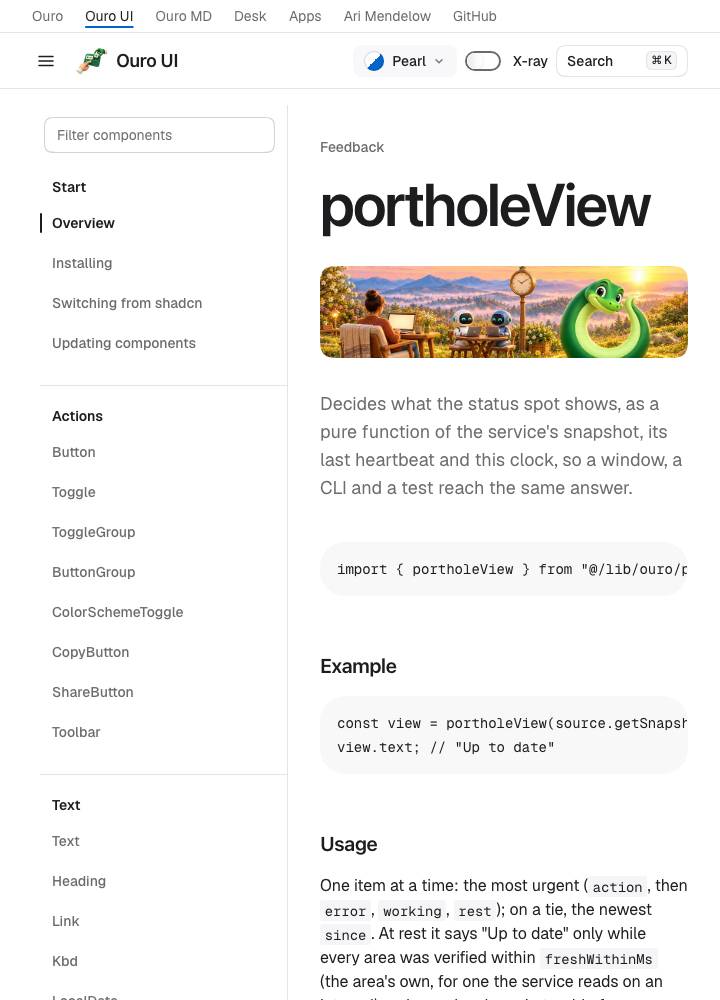 Ouro Ouro UI Ouro MD Desk Apps Ari Mendelow GitHub
Ouro UI
Pearl
X-ray
Search ⌘ K
Filter components
Start
Overview
Installing
Switching from shadcn
Updating components
Actions
Button
Toggle
ToggleGroup
ButtonGroup
ColorSchemeToggle
CopyButton
ShareButton
Toolbar
Text
Text
Heading
Link
Kbd
Feedback
portholeView
Decides what the status spot shows, as a
pure function of the service's snapshot, its
last heartbeat and this clock, so a window, a
CLI and a test reach the same answer.
import { portholeView } from "@/lib/ouro/p
Example
const view = portholeView(source.getSnapsh
view.text; // "Up to date"
Usage
One item at a time: the most urgent ( action , then
error , working , rest ); on a tie, the newest
since . At rest it says "Up to date" only while
every area was verified within freshWithinMs
(the area's own, for one the service reads on an